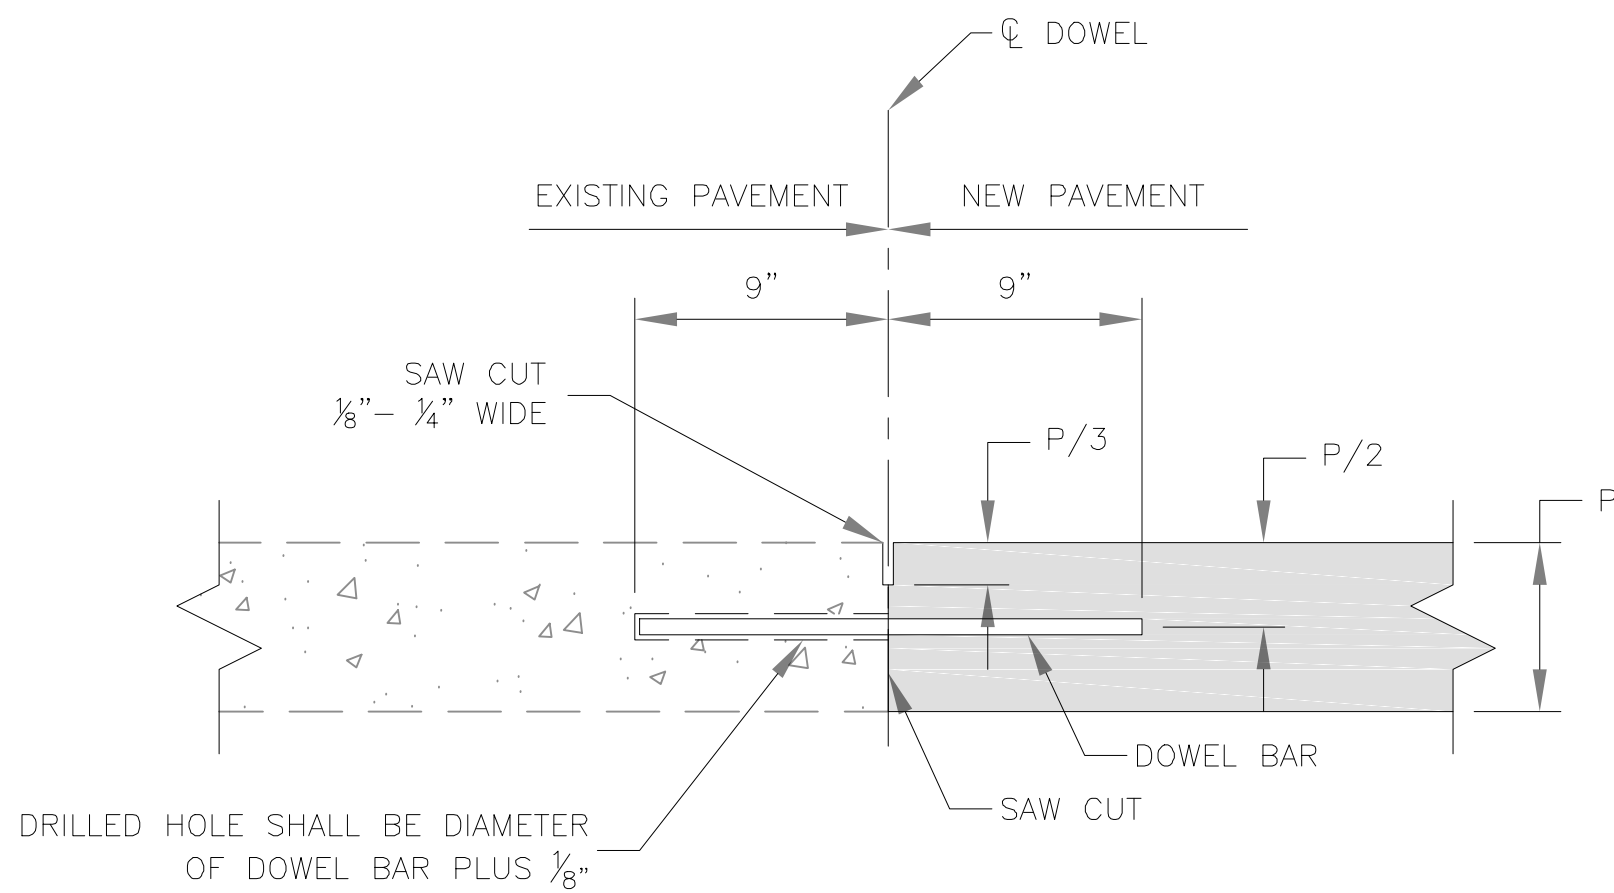 ℄ DOWEL
EXISTING PAVEMENT
NEW PAVEMENT
9”
9”
SAW CUT
⅛”– ¼” WIDE
P/3
P/2
P
DOWEL BAR
SAW CUT
DRILLED HOLE SHALL BE DIAMETER
OF DOWEL BAR PLUS ⅛”